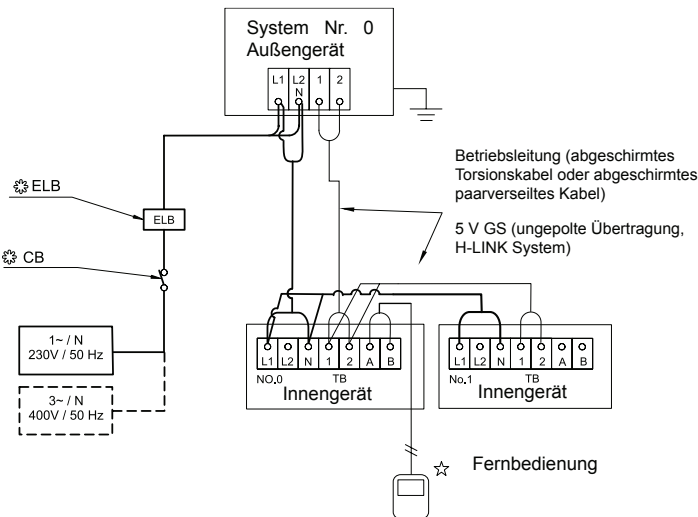 System Nr. 0
Außengerät
L1 L2 1 2
N
Betriebsleitung (abgeschirmtes
Torsionskabel oder abgeschirmtes
paarverseiltes Kabel)
5 V GS (ungepolte Übertragung,
H-LINK System)
ELB
ELB
CB
1~ / N
230V / 50 Hz
3~ / N
400V / 50 Hz
L1 L2 N 1 2 A B
NO.0 TB
Innengerät
L1 L2 N 1 2 A B
No.1 TB
Innengerät
Fernbedienung